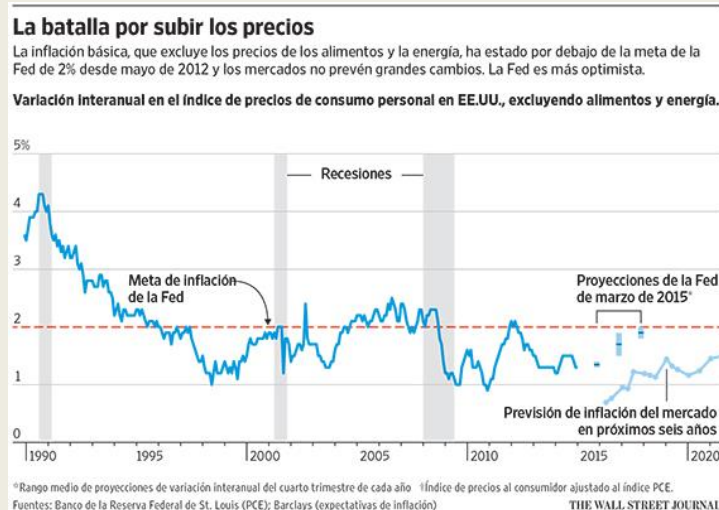 La batalla por subir los precios
La inflación básica, que excluye los precios de los alimentos y la energía, ha estado por debajo de la meta de la
Fed de 2% desde mayo de 2012 y los mercados no prevén grandes cambios. La Fed es más optimista.
Variación interanual en el índice de precios de consumo personal en EE.UU., excluyendo alimentos y energía.
5%
Recesiones
4
3
Meta de inflación
de la Fed
Proyecciones de la Fed
de marzo de 2015*
2
1
Previsión de inflación del mercado
en próximos seis años
0
1990
1995
2000
2005
2010
2015
2020
*Rango medio de proyecciones de variación interanual del cuarto trimestre de cada año †Índice de precios al consumidor ajustado al índice PCE.
Fuentes: Banco de la Reserva Federal de St. Louis (PCE); Barclays (expectativas de inflación)
THE WALL STREET JOURNAL